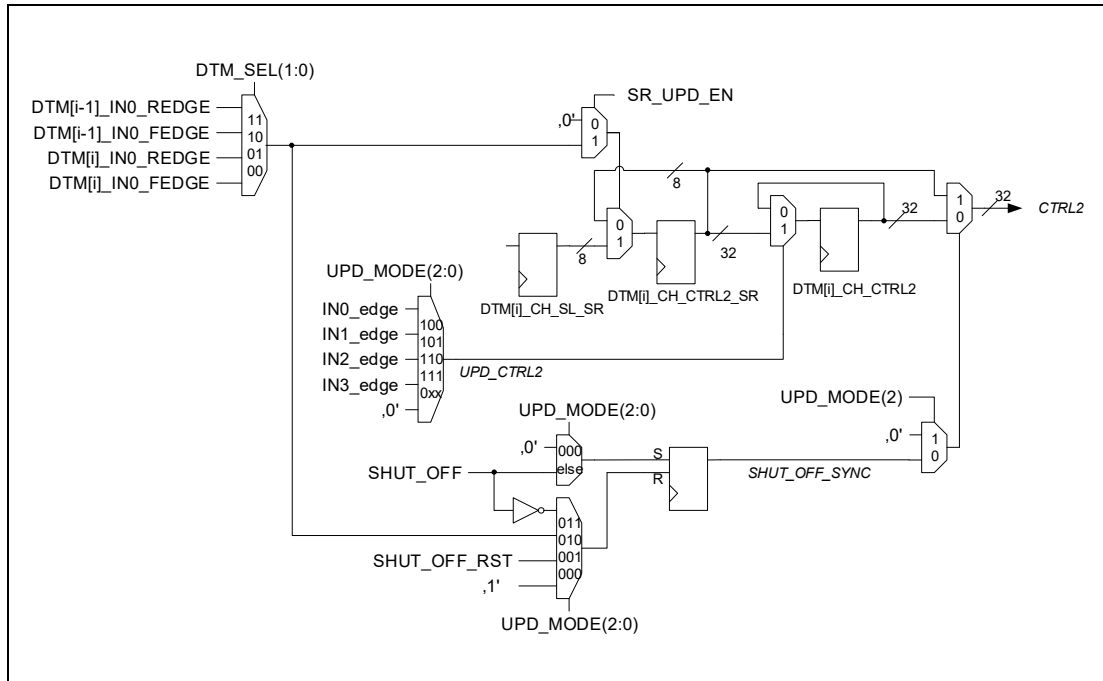 DTM_SEL(1:0)
DTM[i-1]_IN0_REDGE
DTM[i-1]_IN0_FEDGE
DTM[i]_IN0_REDGE
DTM[i]_IN0_FEDGE
11
10
01
00
SR_UPD_EN
‚0'
0
1
8
0
1
8
DTM[i]_CH_SL_SR
DTM[i]_CH_CTRL2_SR
32
0
1
DTM[i]_CH_CTRL2
32
1
0
32
CTRL2
UPD_MODE(2:0)
IN0_edge
IN1_edge
IN2_edge
IN3_edge
‚0'
100
101
110
111
0xx
UPD_CTRL2
UPD_MODE(2:0)
‚0'
000
else
SHUT_OFF
S
R
SHUT_OFF_SYNC
UPD_MODE(2)
‚0'
1
0
011
010
001
000
SHUT_OFF_RST
‚1'
UPD_MODE(2:0)